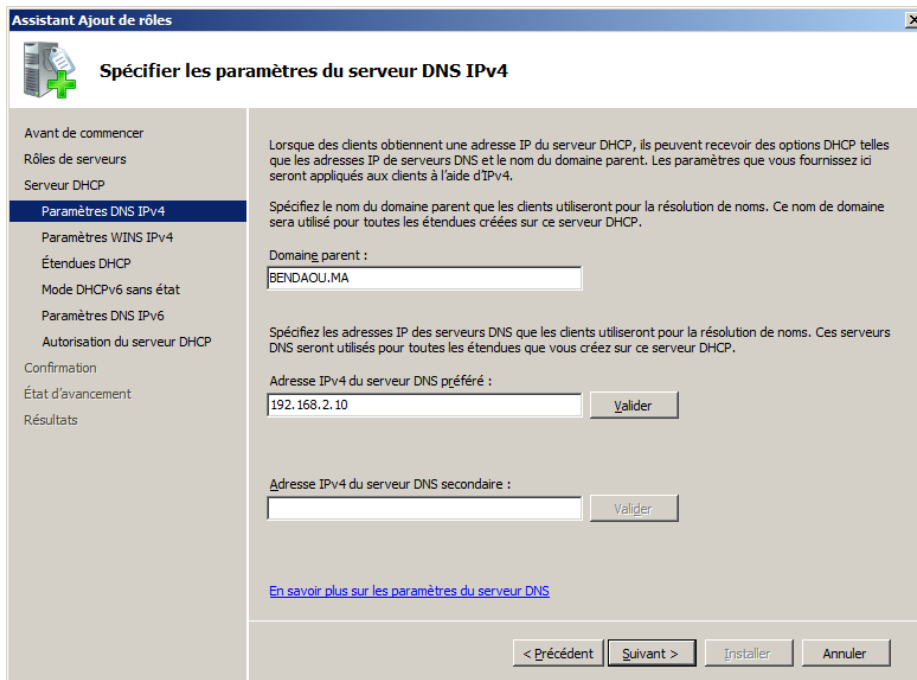 Assistant Ajout de rôles
Spécifier les paramètres du serveur DNS IPv4
Avant de commencer
Rôles de serveurs
Serveur DHCP
Paramètres DNS IPv4
Paramètres WINS IPv4
Étendues DHCP
Mode DHCPv6 sans état
Paramètres DNS IPv6
Autorisation du serveur DHCP
Confirmation
État d'avancement
Résultats
Lorsque des clients obtiennent une adresse IP du serveur DHCP, ils peuvent recevoir des options DHCP telles
que les adresses IP de serveurs DNS et le nom du domaine parent. Les paramètres que vous fournissez ici
seront appliqués aux clients à l'aide d'IPv4.
Spécifiez le nom du domaine parent que les clients utiliseront pour la résolution de noms. Ce nom de domaine
sera utilisé pour toutes les étendues créées sur ce serveur DHCP.
Domaine parent :
BENDAOU.MA
Spécifiez les adresses IP des serveurs DNS que les clients utiliseront pour la résolution de noms. Ces serveurs
DNS seront utilisés pour toutes les étendues que vous créez sur ce serveur DHCP.
Adresse IPv4 du serveur DNS préféré :
192.168.2.10
Valider
Adresse IPv4 du serveur DNS secondaire :
Valider
En savoir plus sur les paramètres du serveur DNS
< Précédent
Suivant >
Installer
Annuler